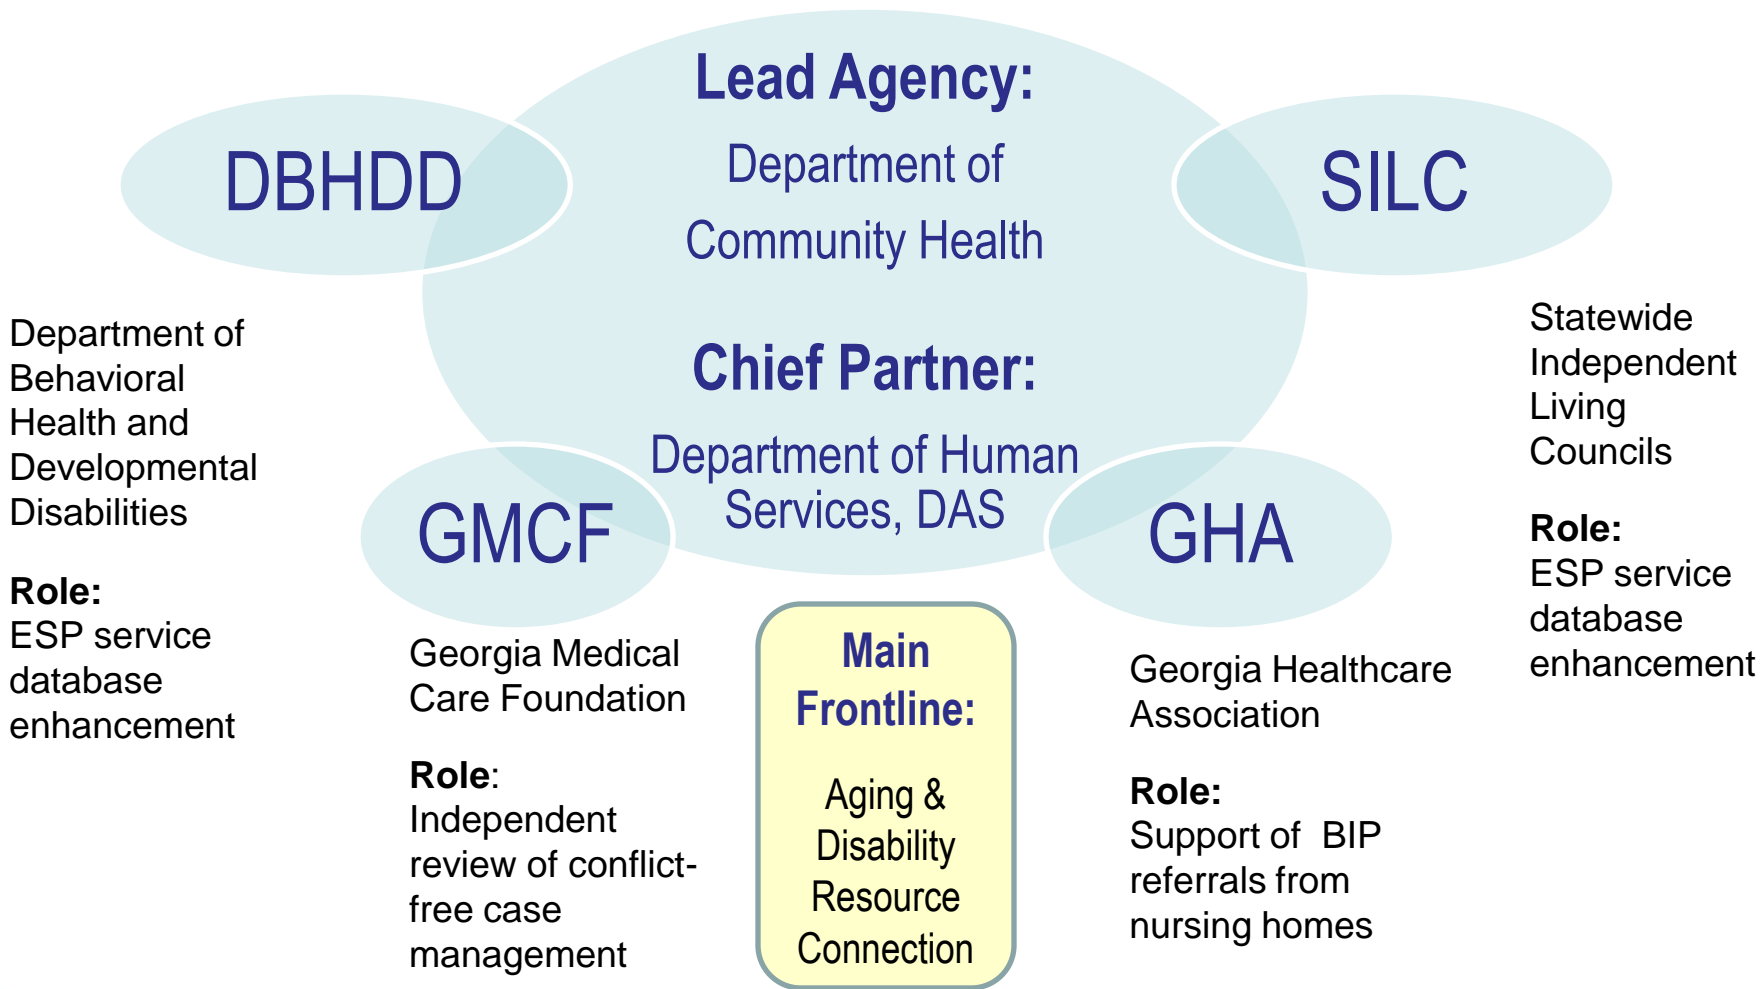 Lead Agency:
Department of
Community Health
Chief Partner:
Department of Human
Services, DAS
DBHDD
Department of
Behavioral
Health and
Developmental
Disabilities
Role:
ESP service
database
enhancement
GMCF
Georgia Medical
Care Foundation
Role:
Independent
review of conflict-
free case
management
Main
Frontline:
Aging &
Disability
Resource
Connection
GHA
Georgia Healthcare
Association
Role:
Support of  BIP
referrals from
nursing homes
SILC
Statewide
Independent
Living
Councils
Role:
ESP service
database
enhancement